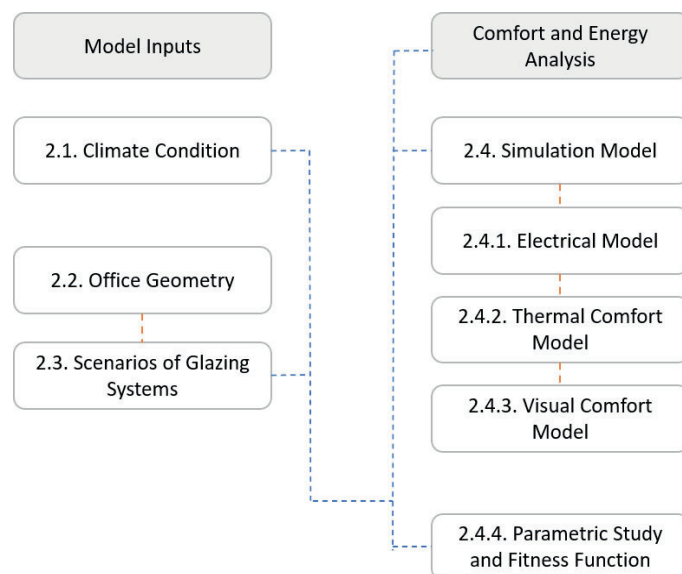 Model Inputs
2.1. Climate Condition
2.2. Office Geometry
2.3. Scenarios of Glazing
Systems
Comfort and Energy
Analysis
2.4. Simulation Model
2.4.1. Electrical Model
2.4.2. Thermal Comfort
Model
2.4.3. Visual Comfort
Model
2.4.4. Parametric Study
and Fitness Function